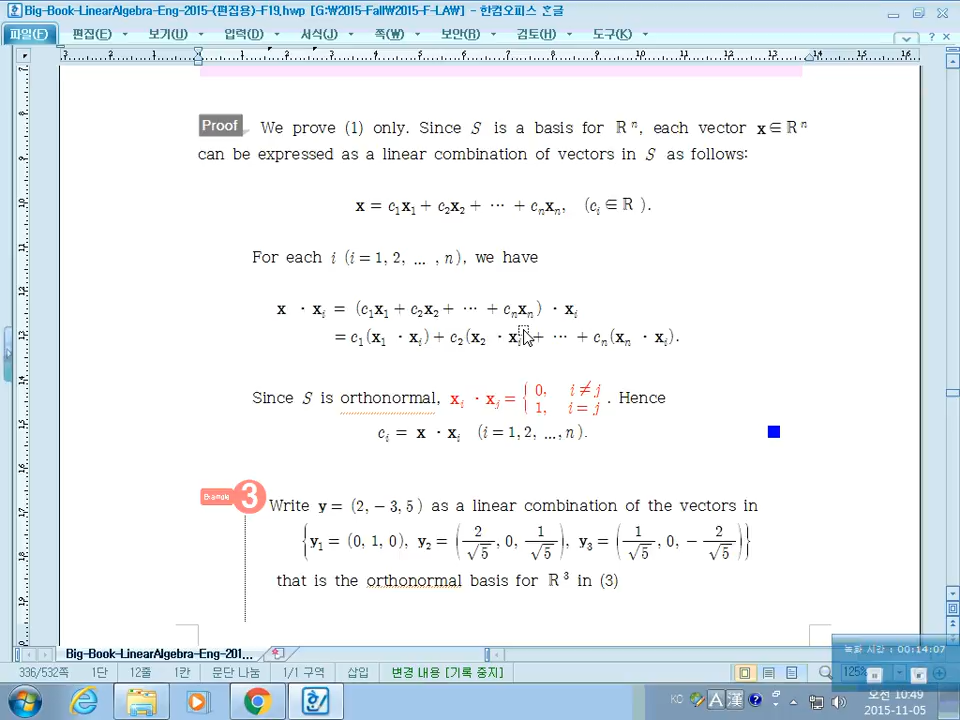 Big-Book-LinearAlgebra-Eng-2015-(편집용)-F19.hwp [G:₩2015-Fall₩2015-F-LAW] - 한컴오피스 한글
파일(F) 편집(E) 보기(U) 입력(D) 서식(J) 쪽(W) 보안(R) 검토(H) 도구(K)
Proof We prove (1) only. Since S is a basis for ℝⁿ, each vector x∈ℝⁿ
can be expressed as a linear combination of vectors in S as follows:
x = c₁x₁ + c₂x₂ + ⋯ + cₙxₙ, (cᵢ ∈ ℝ ).
For each i (i = 1, 2, … , n), we have
x · xᵢ = (c₁x₁ + c₂x₂ + ⋯ + cₙxₙ) · xᵢ
= c₁(x₁ · xᵢ) + c₂(x₂ · xᵢ) + ⋯ + cₙ(xₙ · xᵢ).
Since S is orthonormal, xᵢ · xⱼ = { 0, i ≠ j 1, i = j . Hence
cᵢ = x · xᵢ (i = 1, 2, …, n).
Example 3 Write y = (2, − 3, 5) as a linear combination of the vectors in
{ y₁ = (0, 1, 0), y₂ = ( 2/√5, 0, 1/√5 ), y₃ = ( 1/√5, 0, − 2/√5 ) }
that is the orthonormal basis for ℝ³ in (3)
Big-Book-LinearAlgebra-Eng-201...
녹화 시간 : 00:14:07
336/532쪽 1단 12줄 1칸 문단 나눔 1/1 구역 삽입 변경 내용 [기록 중지] 125%
KC A 漢 오전 10:49
2015-11-05